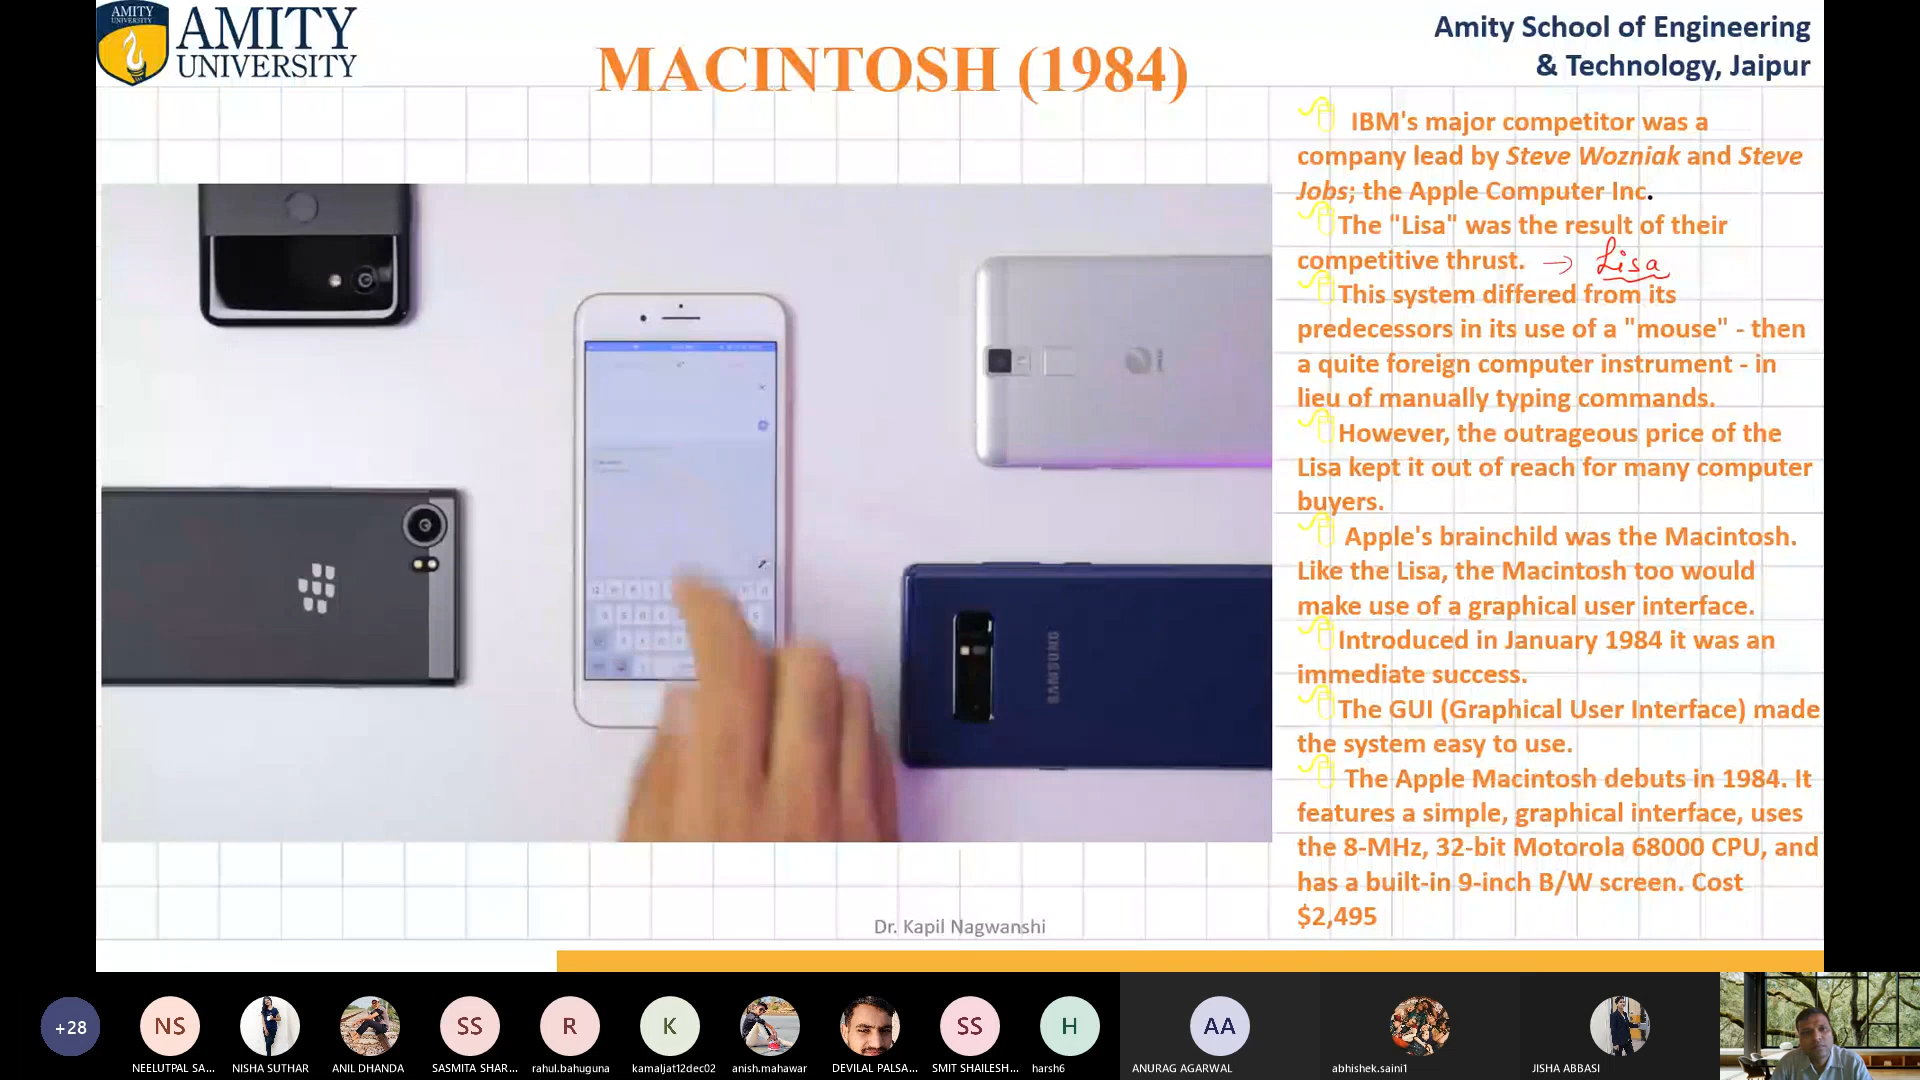 AMITY
UNIVERSITY
AMITY
UNIVERSITY
MACINTOSH (1984)
Amity School of Engineering
& Technology, Jaipur
IBM's major competitor was a
company lead by Steve Wozniak and Steve
Jobs; the Apple Computer Inc.
The "Lisa" was the result of their
competitive thrust. → Lisa
This system differed from its
predecessors in its use of a "mouse" - then
a quite foreign computer instrument - in
lieu of manually typing commands.
However, the outrageous price of the
Lisa kept it out of reach for many computer
buyers.
Apple's brainchild was the Macintosh.
Like the Lisa, the Macintosh too would
make use of a graphical user interface.
Introduced in January 1984 it was an
immediate success.
The GUI (Graphical User Interface) made
the system easy to use.
The Apple Macintosh debuts in 1984. It
features a simple, graphical interface, uses
the 8-MHz, 32-bit Motorola 68000 CPU, and
has a built-in 9-inch B/W screen. Cost
$2,495
SAMSUNG
Dr. Kapil Nagwanshi
+28
NS
SS
R
K
SS
H
AA
NEELUTPAL SA...
NISHA SUTHAR
ANIL DHANDA
SASMITA SHAR...
rahul.bahuguna
kamaljat12dec02
anish.mahawar
DEVILAL PALSA...
SMIT SHAILESH...
harsh6
ANURAG AGARWAL
abhishek.saini1
JISHA ABBASI